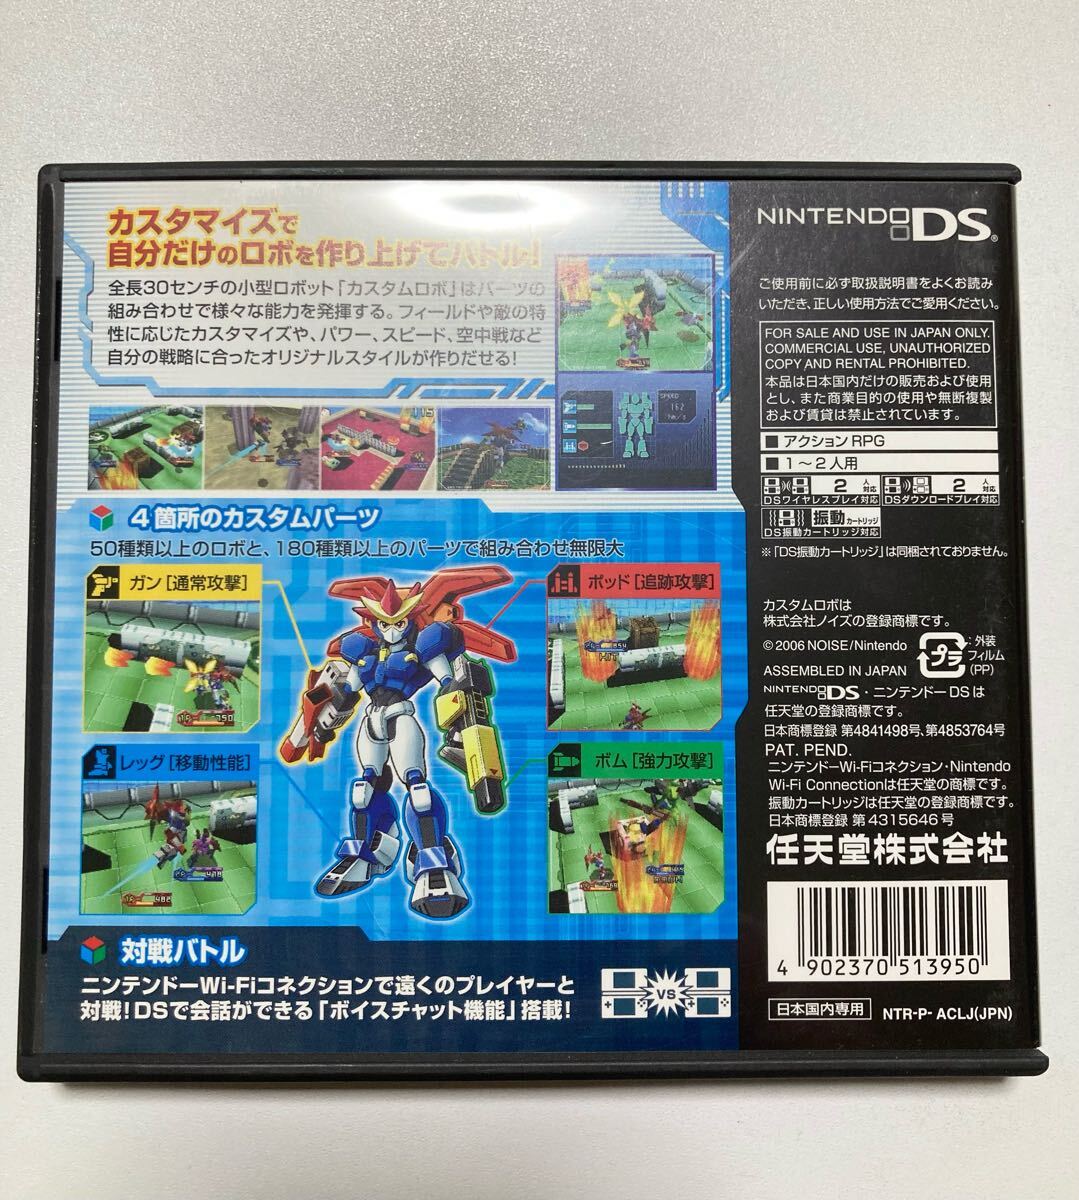 カスタマイズで
自分だけのロボを作り上げてバトル!
全長30センチの小型ロボット「カスタムロボ」はパーツの
組み合わせで様々な能力を発揮する。フィールドや敵の特
性に応じたカスタマイズや、パワー、スピード、空中戦など
自分の戦略に合ったオリジナルスタイルが作りだせる!
SPEED
162
115
4箇所のカスタムパーツ
50種類以上のロボと、180種類以上のパーツで組み合わせ無限大
ガン[通常攻撃]
ポッド[追跡攻撃]
レッグ[移動性能]
ボム[強力攻撃]
1P 750
854
478
482
対戦バトル
ニンテンドーWi-Fiコネクションで遠くのプレイヤーと
対戦!DSで会話ができる「ボイスチャット機能」搭載!
VS
NINTENDO DS®
ご使用前に必ず取扱説明書をよくお読み
いただき、正しい使用方法でご愛用ください。
FOR SALE AND USE IN JAPAN ONLY.
COMMERCIAL USE, UNAUTHORIZED
COPY AND RENTAL PROHIBITED.
本品は日本国内だけの販売および使用
とし、また商業目的の使用や無断複製
および賃貸は禁止されています。
■ アクション RPG
■ 1〜2人用
2人対応
DSワイヤレスプレイ対応
2人対応
DSダウンロードプレイ対応
振動カートリッジ
DS振動カートリッジ対応
※「DS振動カートリッジ」は同梱されておりません。
カスタムロボは
株式会社ノイズの登録商標です。
© 2006 NOISE/Nintendo
ASSEMBLED IN JAPAN
プラ
:外装
フィルム
(PP)
NINTENDO DS・ニンテンドー DSは
任天堂の登録商標です。
日本商標登録 第4841498号、第4853764号
PAT. PEND.
ニンテンドーWi-Fiコネクション・Nintendo
Wi-Fi Connectionは任天堂の商標です。
振動カートリッジは任天堂の登録商標です。
日本商標登録 第4315646号
任天堂株式会社
4 902370 513950
日本国内専用
NTR-P- ACLJ(JPN)